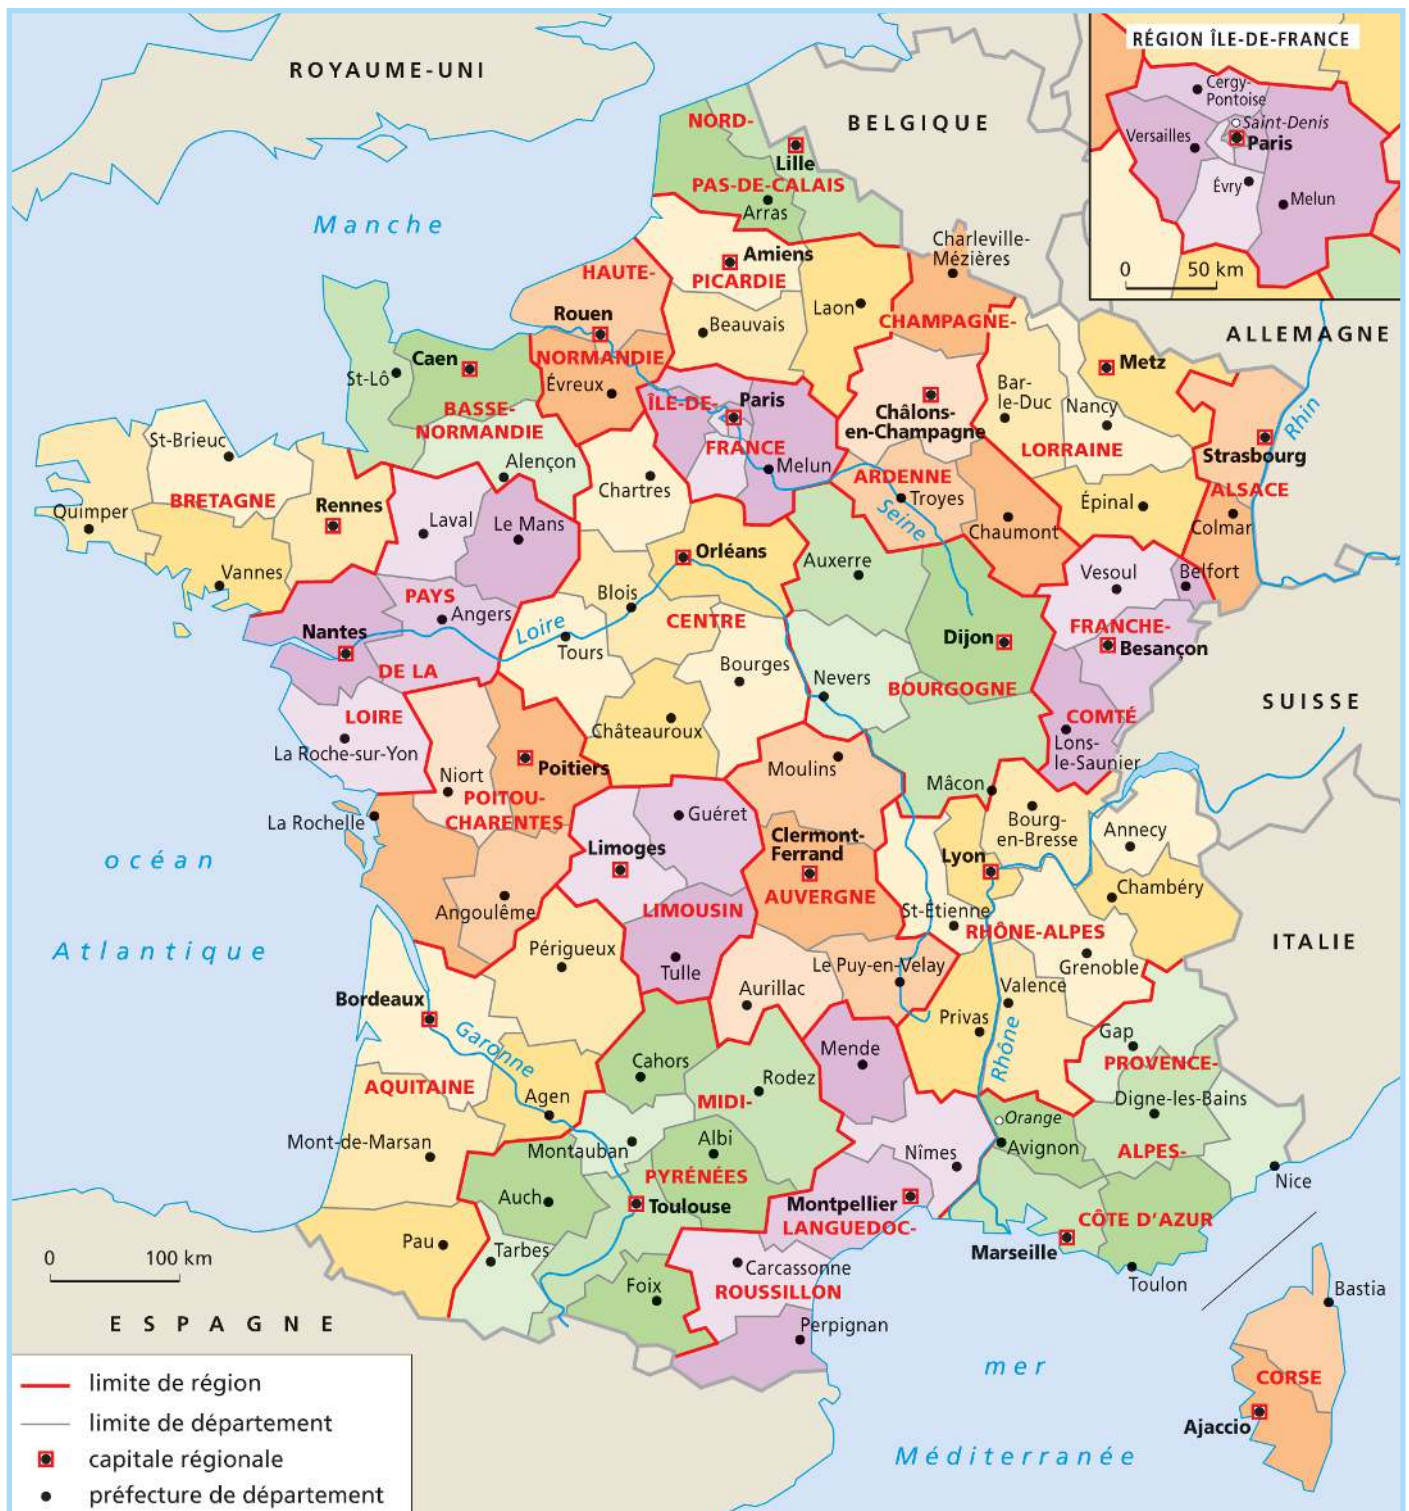 ROYAUME-UNI
BELGIQUE
RÉGION ÎLE-DE-FRANCE
Cergy-
Pontoise
Saint-Denis
Versailles
Paris
Évry
Melun
0 50 km
NORD-
Lille
PAS-DE-CALAIS
Arras
Manche
Amiens
PICARDIE
Charleville-
Mézières
HAUTE-
Rouen
Beauvais
Laon
CHAMPAGNE-
ALLEMAGNE
NORMANDIE
Évreux
Caen
St-Lô
BASSE-
NORMANDIE
Alençon
ÎLE-DE-
Paris
FRANCE
Melun
Châlons-
en-Champagne
ARDENNE
Troyes
Seine
Chaumont
Bar-
le-Duc
Metz
Nancy
LORRAINE
Épinal
Rhin
Strasbourg
ALSACE
Colmar
St-Brieuc
BRETAGNE
Rennes
Quimper
Vannes
Laval
Le Mans
Chartres
Orléans
Auxerre
Vesoul
Belfort
PAYS
Angers
Nantes
DE LA
LOIRE
La Roche-sur-Yon
Loire
Blois
Tours
CENTRE
Bourges
Châteauroux
Nevers
Dijon
BOURGOGNE
FRANCHE-
Besançon
COMTÉ
Lons-
le-Saunier
SUISSE
Niort
Poitiers
POITOU-
CHARENTES
La Rochelle
Angoulême
Moulins
Mâcon
Guéret
Limoges
LIMOUSIN
Tulle
Clermont-
Ferrand
AUVERGNE
Bourg-
en-Bresse
Lyon
Annecy
Chambéry
St-Étienne
RHÔNE-ALPES
Grenoble
océan
Atlantique
ITALIE
Périgueux
Aurillac
Le Puy-en-Velay
Valence
Privas
Rhône
Bordeaux
Garonne
AQUITAINE
Agen
Cahors
Rodez
Mende
Gap
PROVENCE-
Digne-les-Bains
MIDI-
Orange
Avignon
ALPES-
Mont-de-Marsan
Montauban
Albi
Nîmes
Nice
PYRÉNÉES
Auch
Toulouse
Montpellier
LANGUEDOC-
CÔTE D’AZUR
Marseille
Toulon
Pau
Tarbes
Foix
Carcassonne
ROUSSILLON
Perpignan
0 100 km
ESPAGNE
mer
Méditerranée
Bastia
CORSE
Ajaccio
limite de région
limite de département
capitale régionale
préfecture de département